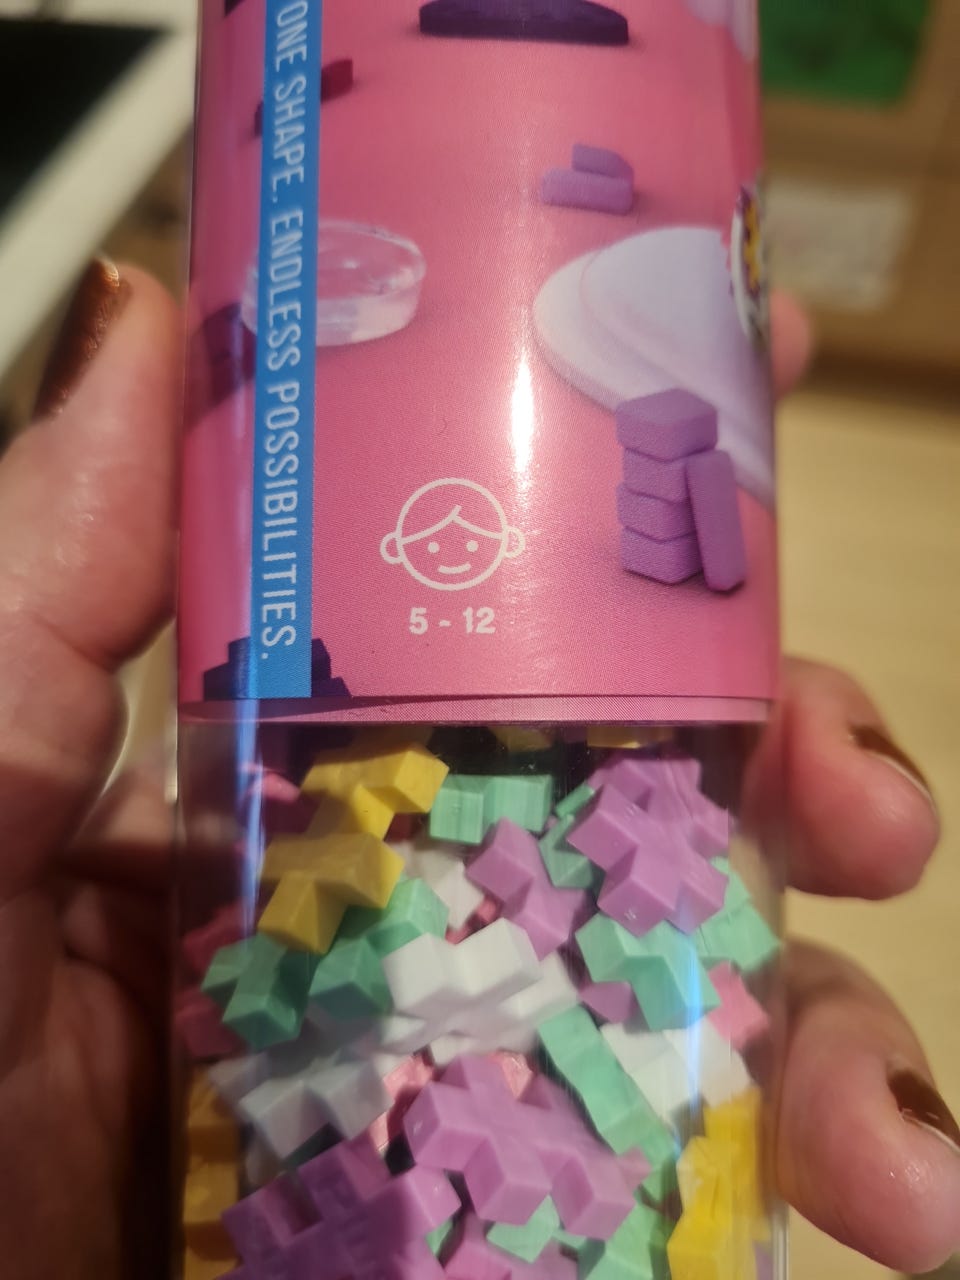 ONE SHAPE. ENDLESS POSSIBILITIES.
5 - 12